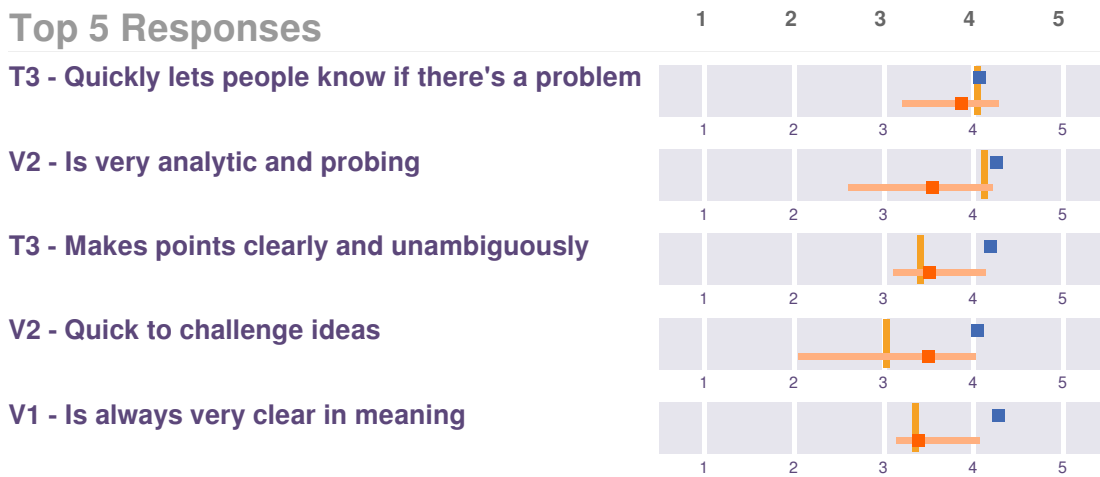 Top 5 Responses 1 2 3 4 5
T3 - Quickly lets people know if there's a problem
1 2 3 4 5
V2 - Is very analytic and probing
1 2 3 4 5
T3 - Makes points clearly and unambiguously
1 2 3 4 5
V2 - Quick to challenge ideas
1 2 3 4 5
V1 - Is always very clear in meaning
1 2 3 4 5